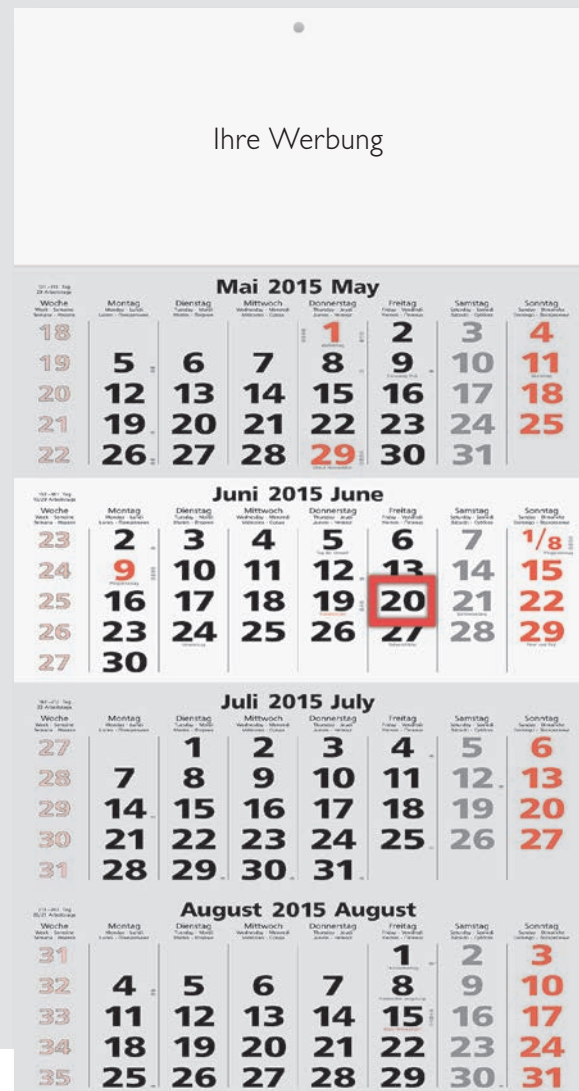 Ihre Werbung
Mai 2015 May
Woche Montag Dienstag Mittwoch Donnerstag Freitag Samstag Sonntag
18 1 2 3 4
19 5 6 7 8 9 10 11
20 12 13 14 15 16 17 18
21 19 20 21 22 23 24 25
22 26 27 28 29 30 31
Juni 2015 June
Woche Montag Dienstag Mittwoch Donnerstag Freitag Samstag Sonntag
23 2 3 4 5 6 7 1/8
24 9 10 11 12 13 14 15
25 16 17 18 19 20 21 22
26 23 24 25 26 27 28 29
27 30
Juli 2015 July
Woche Montag Dienstag Mittwoch Donnerstag Freitag Samstag Sonntag
27 1 2 3 4 5 6
28 7 8 9 10 11 12 13
29 14 15 16 17 18 19 20
30 21 22 23 24 25 26 27
31 28 29 30 31
August 2015 August
Woche Montag Dienstag Mittwoch Donnerstag Freitag Samstag Sonntag
31 1 2 3
32 4 5 6 7 8 9 10
33 11 12 13 14 15 16 17
34 18 19 20 21 22 23 24
35 25 26 27 28 29 30 31